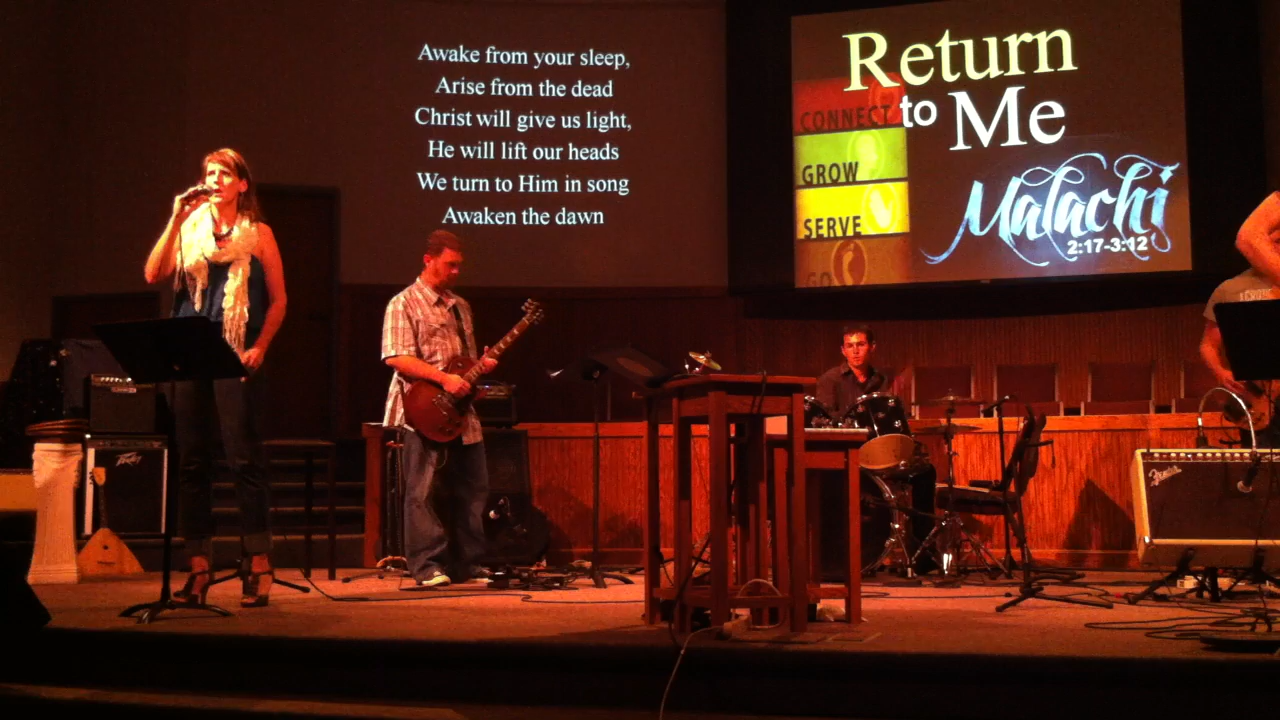 Awake from your sleep,
Arise from the dead
Christ will give us light,
He will lift our heads
We turn to Him in song
Awaken the dawn
Return
to Me
CONNECT
GROW
SERVE
GO
Malachi
2:17-3:12
Peavey
Fender